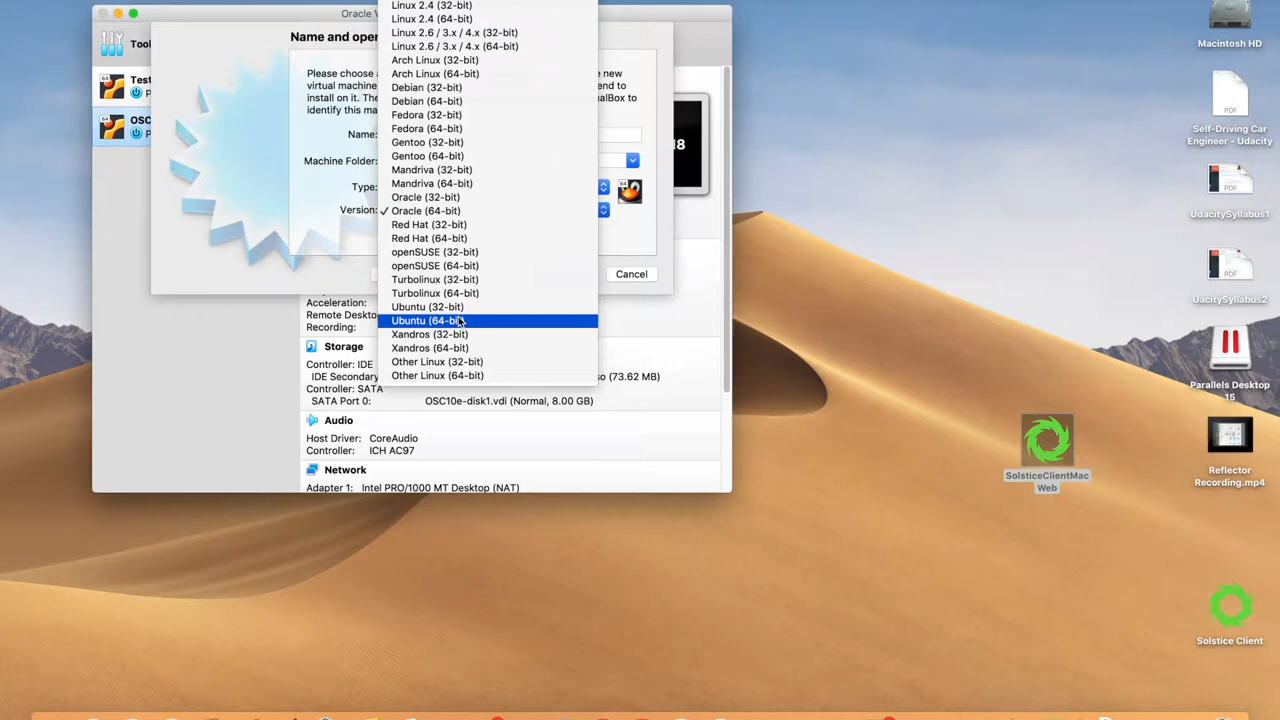 Oracle V
Tool
64
Test
P
64
OSC
P
Name and oper
Please choose a
new
virtual machine
end to
install on it. The
ualBox to
identify this ma
Name:
Machine Folder:
Type:
Version:
64
18
Linux 2.4 (32-bit)
Linux 2.4 (64-bit)
Linux 2.6 / 3.x / 4.x (32-bit)
Linux 2.6 / 3.x / 4.x (64-bit)
Arch Linux (32-bit)
Arch Linux (64-bit)
Debian (32-bit)
Debian (64-bit)
Fedora (32-bit)
Fedora (64-bit)
Gentoo (32-bit)
Gentoo (64-bit)
Mandriva (32-bit)
Mandriva (64-bit)
Oracle (32-bit)
✓ Oracle (64-bit)
Red Hat (32-bit)
Red Hat (64-bit)
openSUSE (32-bit)
openSUSE (64-bit)
Turbolinux (32-bit)
Turbolinux (64-bit)
Ubuntu (32-bit)
Ubuntu (64-bit)
Xandros (32-bit)
Xandros (64-bit)
Other Linux (32-bit)
Other Linux (64-bit)
Cancel
Acceleration:
Remote Deskto
Recording:
Storage
Controller: IDE
IDE Secondary
so (73.62 MB)
Controller: SATA
SATA Port 0: OSC10e-disk1.vdi (Normal, 8.00 GB)
Audio
Host Driver: CoreAudio
Controller: ICH AC97
Network
Adapter 1: Intel PRO/1000 MT Desktop (NAT)
SolsticeClientMac
Web
Macintosh HD
PDF
Self-Driving Car
Engineer - Udacity
PDF
UdacitySyllabus1
PDF
UacitySyllabus2
Parallels Desktop
15
Reflector
Recording.mp4
Solstice Client